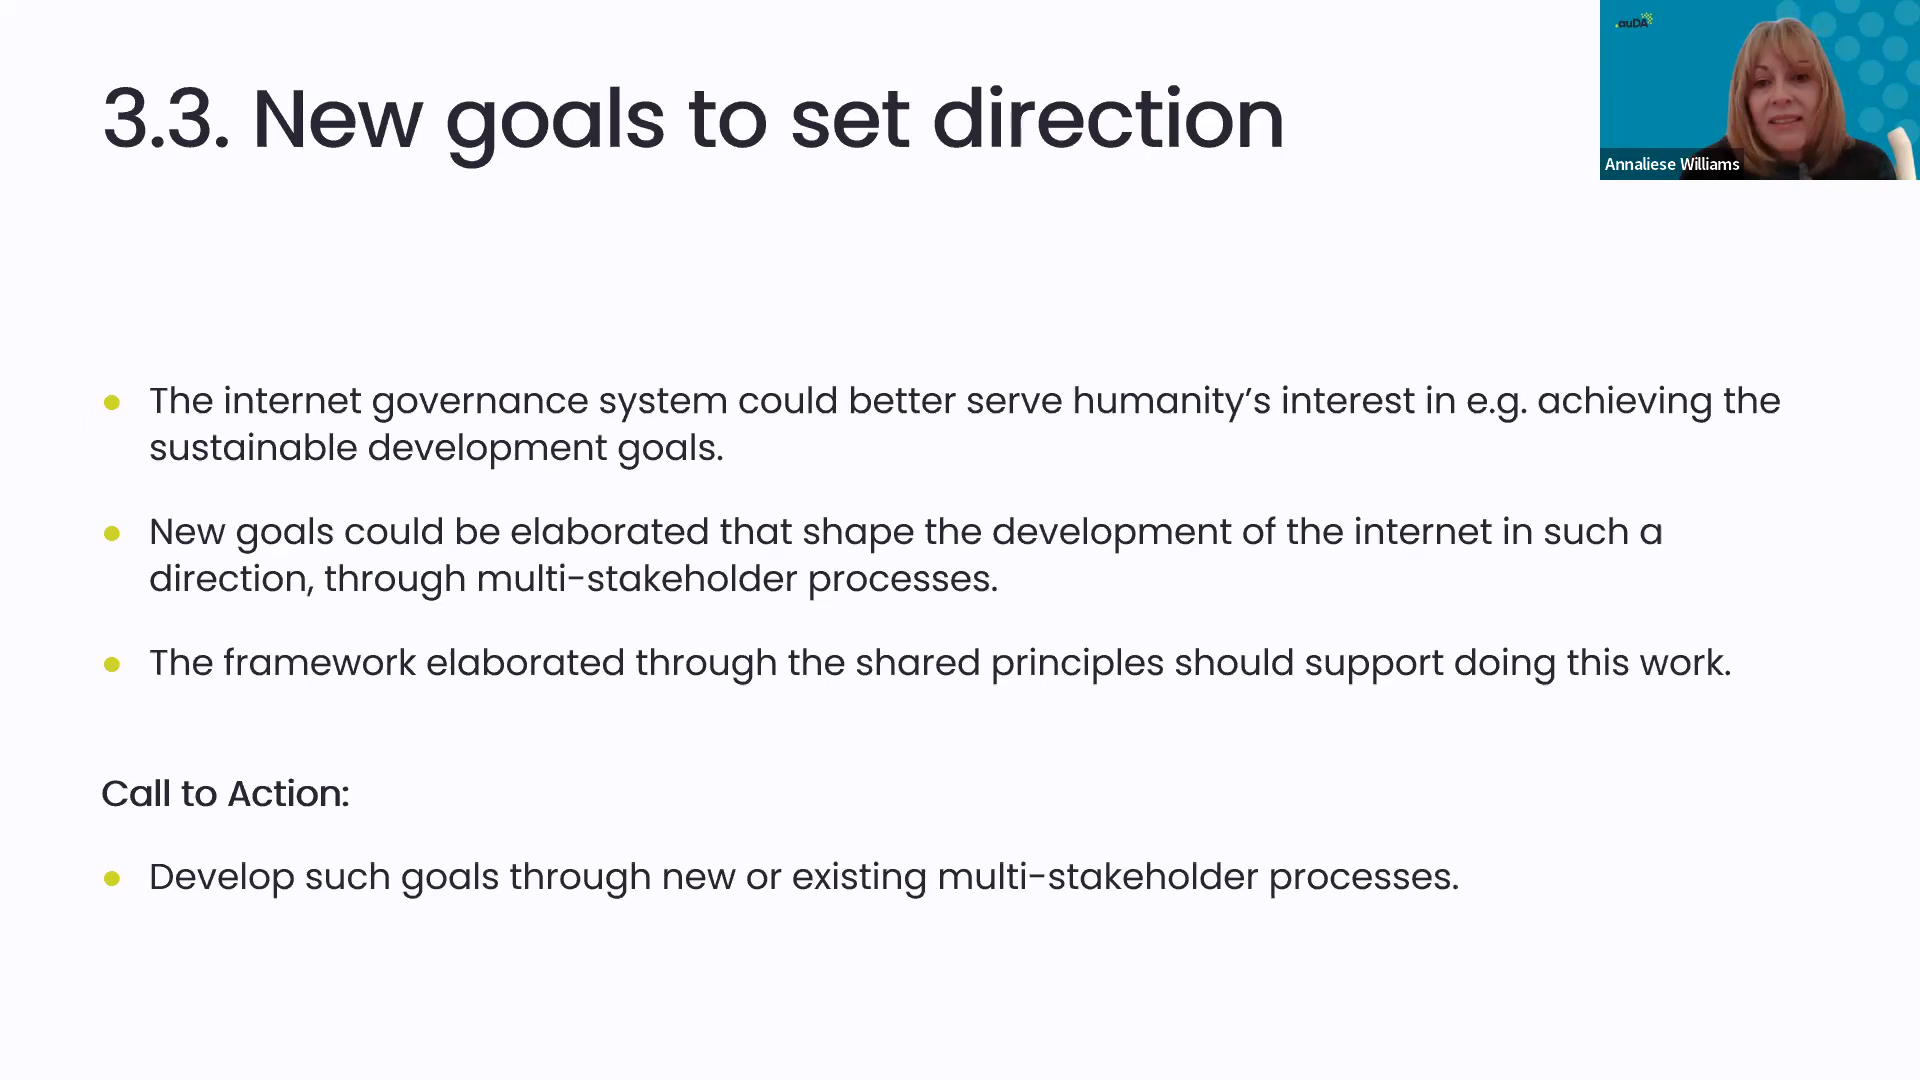 3.3. New goals to set direction
.auDA
Annaliese Williams
The internet governance system could better serve humanity’s interest in e.g. achieving the
sustainable development goals.
New goals could be elaborated that shape the development of the internet in such a
direction, through multi-stakeholder processes.
The framework elaborated through the shared principles should support doing this work.
Call to Action:
Develop such goals through new or existing multi-stakeholder processes.